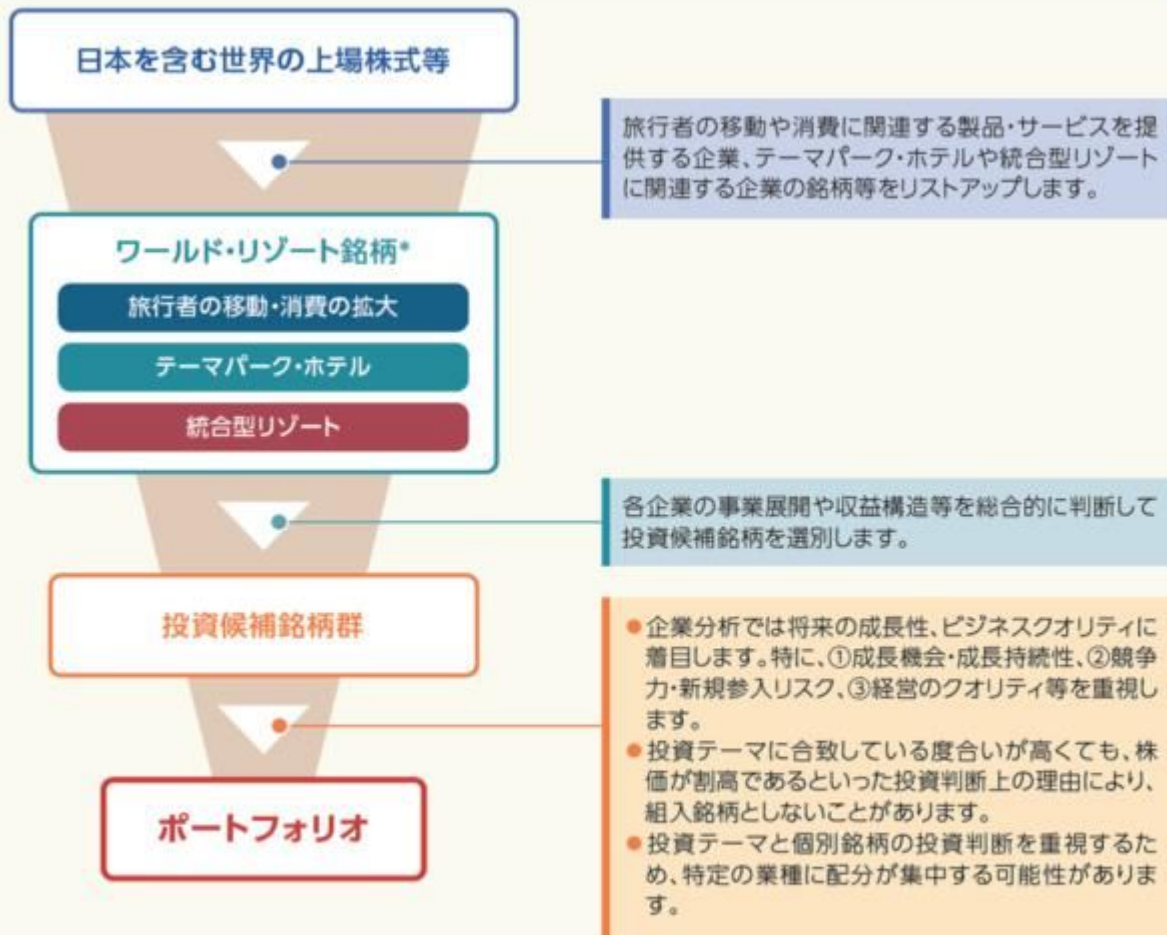 日本を含む世界の上場株式等
旅行者の移動や消費に関連する製品・サービスを提
供する企業、テーマパーク・ホテルや統合型リゾート
に関連する企業の銘柄等をリストアップします。
ワールド・リゾート銘柄*
旅行者の移動・消費の拡大
テーマパーク・ホテル
統合型リゾート
各企業の事業展開や収益構造等を総合的に判断して
投資候補銘柄を選別します。
投資候補銘柄群
●企業分析では将来の成長性、ビジネスクオリティに
着目します。特に、①成長機会・成長持続性、②競争
力・新規参入リスク、③経営のクオリティ等を重視し
ます。
●投資テーマに合致している度合いが高くても、株
価が割高であるといった投資判断上の理由により、
組入銘柄としないことがあります。
●投資テーマと個別銘柄の投資判断を重視するた
め、特定の業種に配分が集中する可能性がありま
す。
ポートフォリオ